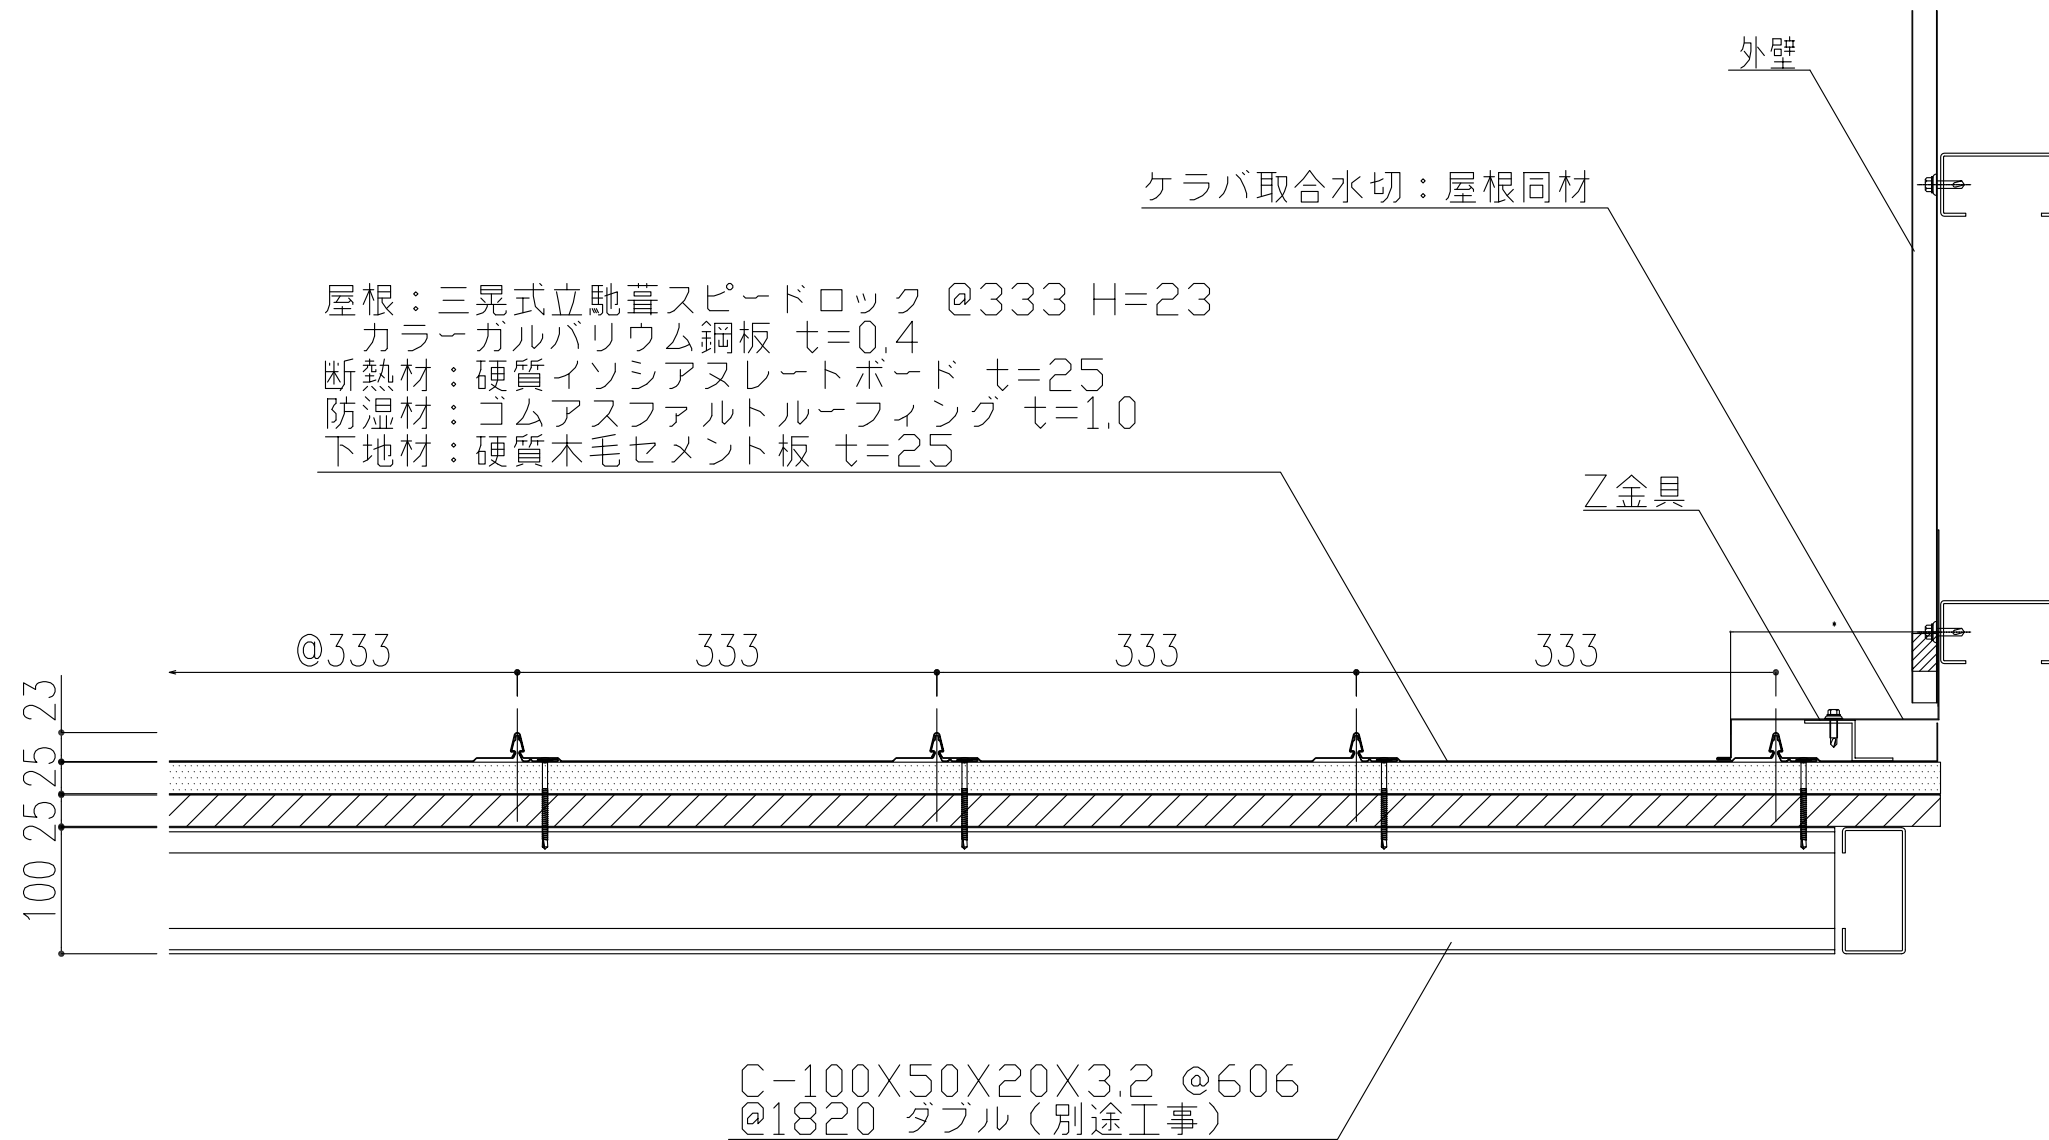 外壁
ケラバ取合水切：屋根同材
屋根：三晃式立馳葺スピードロック @333 H=23
カラーガルバリウム鋼板 t=0.4
断熱材：硬質イソシアヌレートボード t=25
防湿材：ゴムアスファルトルーフィング t=1.0
下地材：硬質木毛セメント板 t=25
Z金具
@333 333 333 333
23
25
25
100
C-100X50X20X3.2 @606
@1820 ダブル（別途工事）